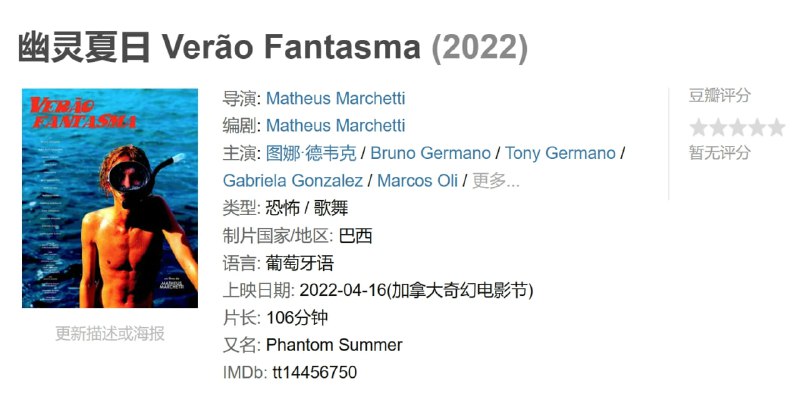 幽灵夏日 Verão Fantasma (2022)
VERÃO
FANTASMA
MATHEUS
MARCHETTI
更新描述或海报
导演: Matheus Marchetti
编剧: Matheus Marchetti
主演: 图娜·德韦克 / Bruno Germano / Tony Germano /
Gabriela Gonzalez / Marcos Oli / 更多...
类型: 恐怖 / 歌舞
制片国家/地区: 巴西
语言: 葡萄牙语
上映日期: 2022-04-16(加拿大奇幻电影节)
片长: 106分钟
又名: Phantom Summer
IMDb: tt14456750
豆瓣评分
暂无评分